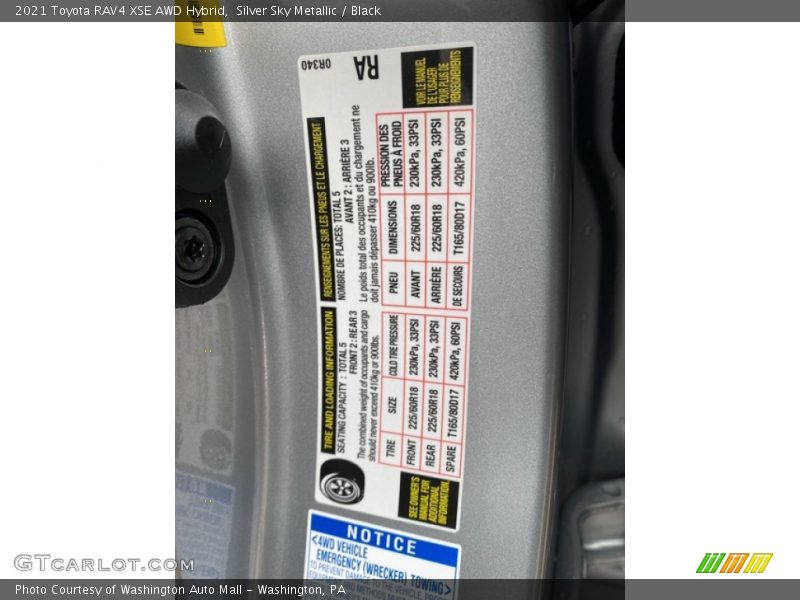 2021 Toyota RAV4 XSE AWD Hybrid, Silver Sky Metallic / Black
TIRE AND LOADING INFORMATION
SEATING CAPACITY : TOTAL 5
FRONT 2 : REAR 3
The combined weight of occupants and cargo
should never exceed 410kg or 900lbs.
TIRE SIZE COLD TIRE PRESSURE
FRONT 225/60R18 230kPa, 33PSI
REAR 225/60R18 230kPa, 33PSI
SPARE T165/80D17 420kPa, 60PSI
SEE OWNER'S
MANUAL FOR
ADDITIONAL
INFORMATION.
RENSEIGNEMENTS SUR LES PNEUS ET LE CHARGEMENT
NOMBRE DE PLACES: TOTAL 5
AVANT 2 : ARRIÈRE 3
Le poids total des occupants et du chargement ne
doit jamais dépasser 410kg ou 900lb.
PNEU DIMENSIONS PRESSION DES
PNEUS À FROID
AVANT 225/60R18 230kPa, 33PSI
ARRIÈRE 225/60R18 230kPa, 33PSI
DE SECOURS T165/80D17 420kPa, 60PSI
VOIR LE MANUEL
DE L'USAGER
POUR PLUS DE
RENSEIGNEMENTS
RA
0R340
NOTICE
<4WD VEHICLE
EMERGENCY (WRECKER) TOWING>
TO PREVENT DAMAGE
GTCarLot.com
Photo Courtesy of Washington Auto Mall - Washington, PA